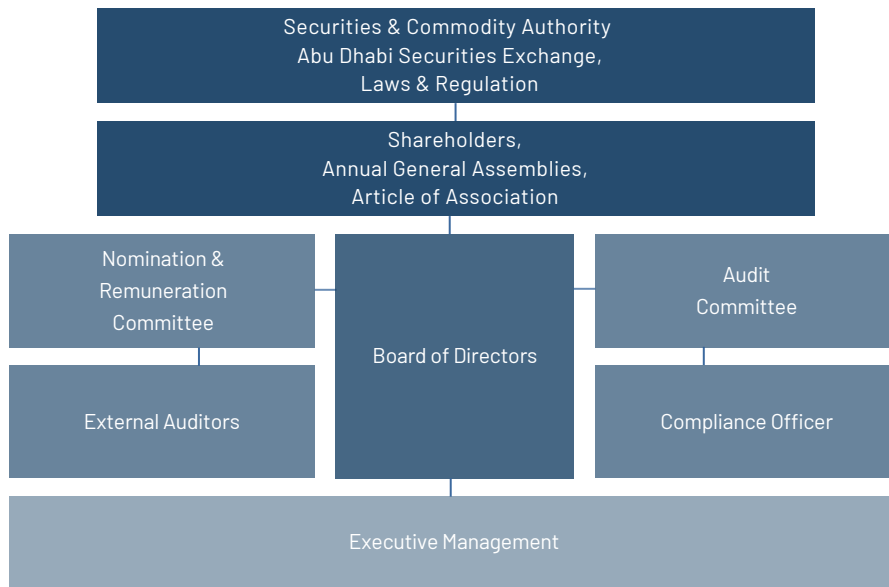 Securities & Commodity Authority
Abu Dhabi Securities Exchange,
Laws & Regulation
Shareholders,
Annual General Assemblies,
Article of Association
Nomination &
Remuneration
Committee
Board of Directors
Audit
Committee
External Auditors
Compliance Officer
Executive Management